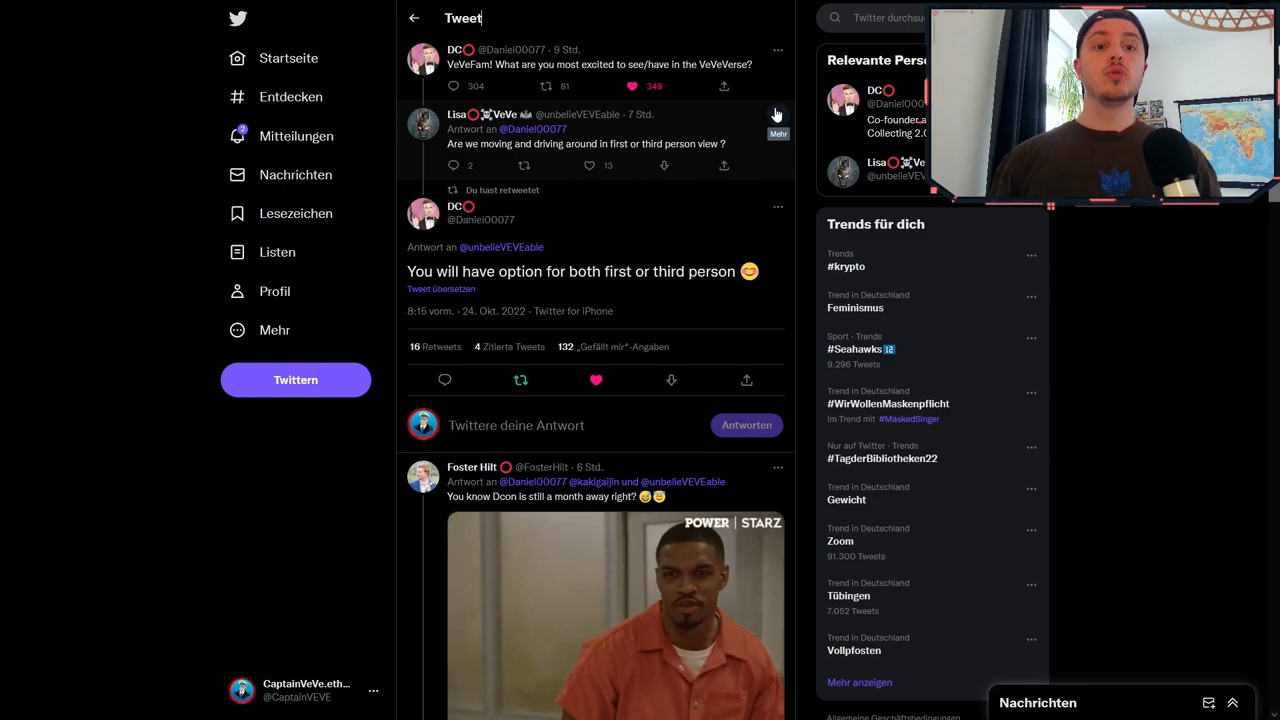 Tweet
Twitter durchsu
Startseite
Entdecken
2
Mitteilungen
Nachrichten
Lesezeichen
Listen
Profil
Mehr
Twittern
CaptainVeVe.eth...
@CaptainVEVE
DC⭕ @Daniel00077 · 9 Std.
VeVeFam! What are you most excited to see/have in the VeVeVerse?
304 81 349
Lisa⭕☠VeVe @unbelieVEVEable · 7 Std.
Mehr
Antwort an @Daniel00077
Are we moving and driving around in first or third person view ?
2 13
Du hast retweetet
DC⭕
@Daniel00077
Antwort an @unbelieVEVEable
You will have option for both first or third person 😊
Tweet übersetzen
8:15 vorm. · 24. Okt. 2022 · Twitter for iPhone
16 Retweets 4 Zitierte Tweets 132 „Gefällt mir“-Angaben
Twittere deine Antwort
Antworten
Foster Hilt ⭕ @FosterHilt · 6 Std.
Antwort an @Daniel00077 @kakigaijin und @unbelieVEVEable
You know Dcon is still a month away right? 😅😇
POWER | STARZ
Relevante Perso
DC⭕
@Daniel000
Co-founder a
Collecting 2.0
Lisa⭕☠Ve
@unbelieVEV
Trends für dich
Trends
#krypto
Trend in Deutschland
Feminismus
Sport · Trends
#Seahawks
9.296 Tweets
Trend in Deutschland
#WirWollenMaskenpflicht
Im Trend mit #MaskedSinger
Nur auf Twitter · Trends
#TagderBibliotheken22
Trend in Deutschland
Gewicht
Trend in Deutschland
Zoom
91.300 Tweets
Trend in Deutschland
Tübingen
7.052 Tweets
Trend in Deutschland
Vollpfosten
Mehr anzeigen
Allgemeine Geschäftsbedingungen
Nachrichten